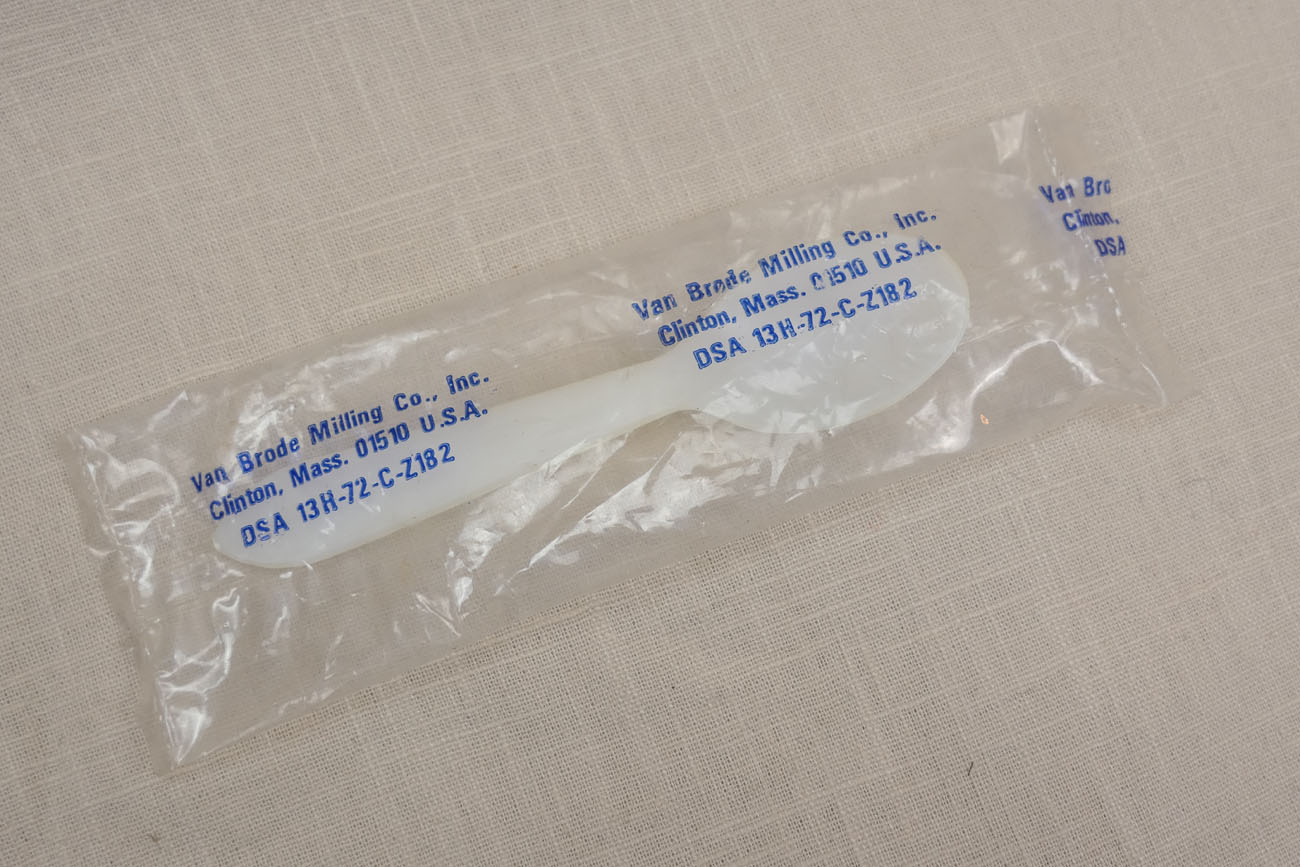 Van Brode Milling Co., Inc.
Clinton, Mass. 01510 U.S.A.
DSA 13H-72-C-Z182
Van Brode Milling Co., Inc.
Clinton, Mass. 01510 U.S.A.
DSA 13H-72-C-Z182
Van Bro
Clinton,
DSA